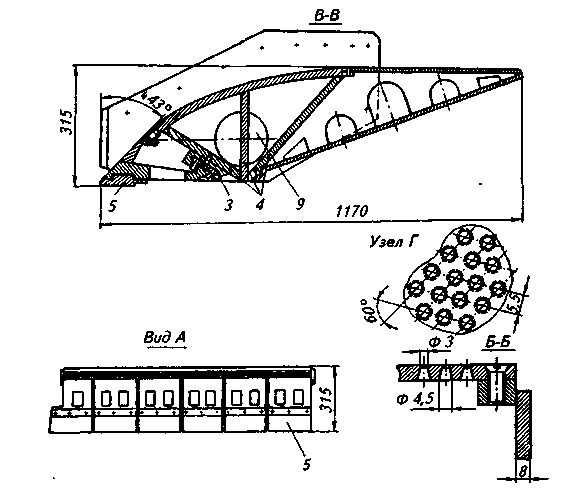 В-В
∠43°
315
5
3
4
9
1170
Узел Г
60°
5,5
Вид А
Ф 3
Б-Б
315
Ф 4,5
5
8